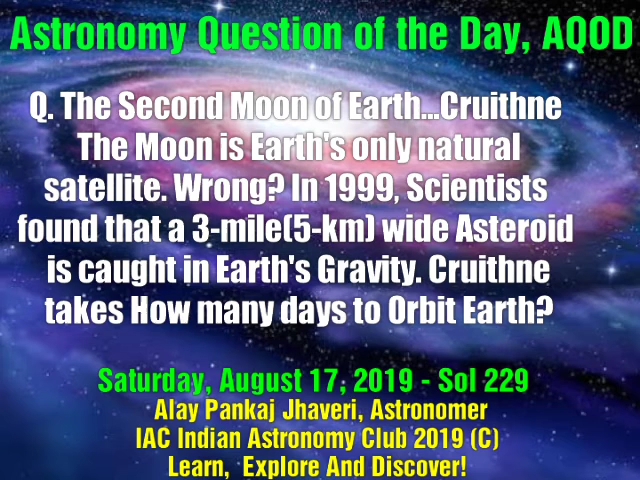 Astronomy Question of the Day, AQOD
Q. The Second Moon of Earth...Cruithne
The Moon is Earth's only natural
satellite. Wrong? In 1999, Scientists
found that a 3-mile(5-km) wide Asteroid
is caught in Earth's Gravity. Cruithne
takes How many days to Orbit Earth?
Saturday, August 17, 2019 - Sol 229
Alay Pankaj Jhaveri, Astronomer
IAC Indian Astronomy Club 2019 (C)
Learn, Explore And Discover!